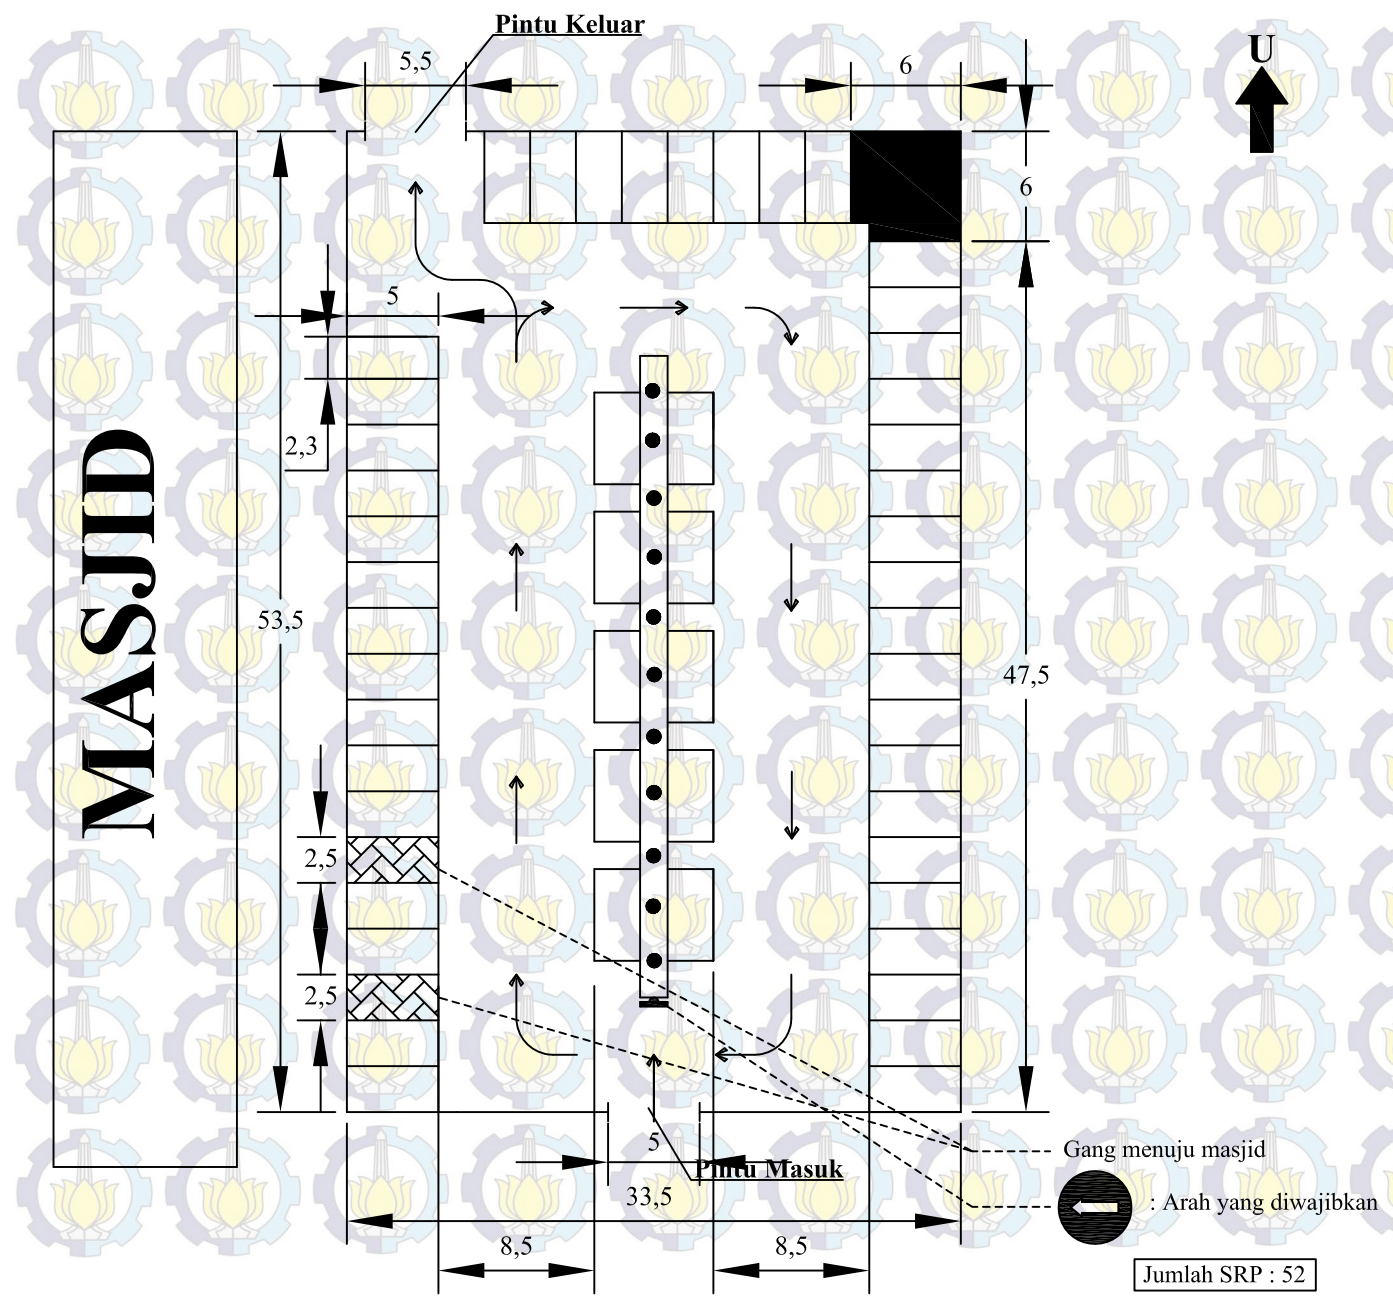 Pintu Keluar
5,5
6
U
6
5
2,3
MASJID
53,5
47,5
2,5
2,5
5
Pintu Masuk
Gang menuju masjid
33,5
: Arah yang diwajibkan
8,5
8,5
Jumlah SRP : 52